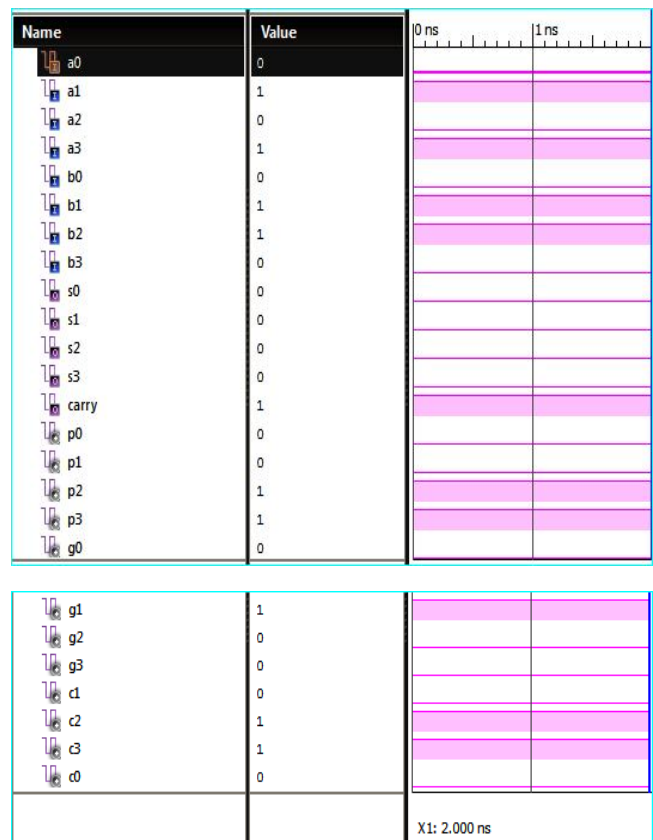 Name Value 0 ns 1 ns
a0 0
a1 1
a2 0
a3 1
b0 0
b1 1
b2 1
b3 0
s0 0
s1 0
s2 0
s3 0
carry 1
p0 0
p1 0
p2 1
p3 1
g0 0
g1 1
g2 0
g3 0
c1 0
c2 1
c3 1
c0 0
X1: 2.000 ns